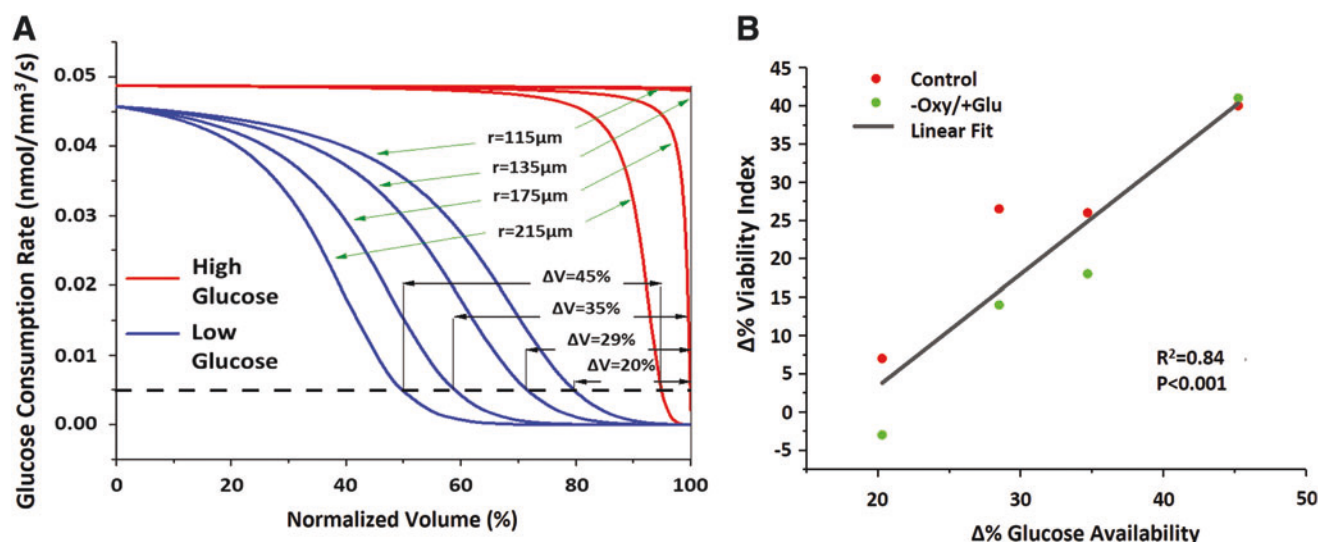 A
Glucose Consumption Rate (nmol/mm³/s)
0.05
0.04
0.03
0.02
0.01
0.00
r=115µm
r=135µm
r=175µm
r=215µm
High
Glucose
Low
Glucose
ΔV=45%
ΔV=35%
ΔV=29%
ΔV=20%
0
20
40
60
80
100
Normalized Volume (%)
B
Δ% Viability Index
45
40
35
30
25
20
15
10
5
0
-5
Control
-Oxy/+Glu
Linear Fit
R²=0.84
P<0.001
20
30
40
50
Δ% Glucose Availability